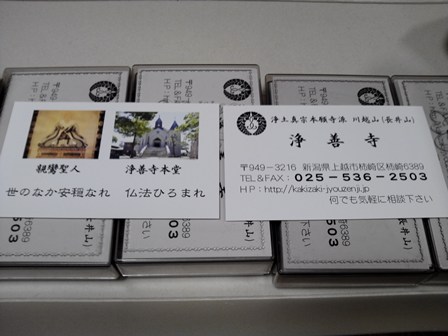 親鸞聖人 浄善寺本堂
世のなか安穏なれ 仏法ひろまれ
浄土真宗本願寺派 川越山(長井山)
浄善寺
〒949-3216 新潟県上越市柿崎区柿崎6389
TEL&FAX:025-536-2503
HP:http://kakizaki-jyouzenji.jp
何でも気軽に相談下さい